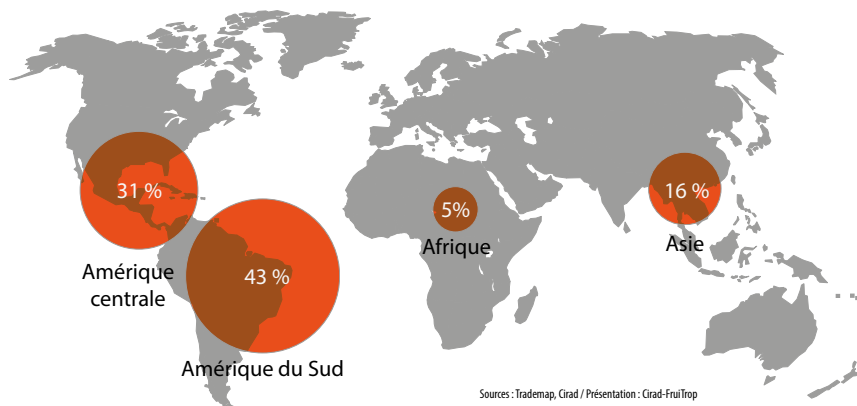 31 %
Amérique
centrale
43 %
Amérique du Sud
5%
Afrique
16 %
Asie
Sources : Trademap, Cirad / Présentation : Cirad-FruiTrop